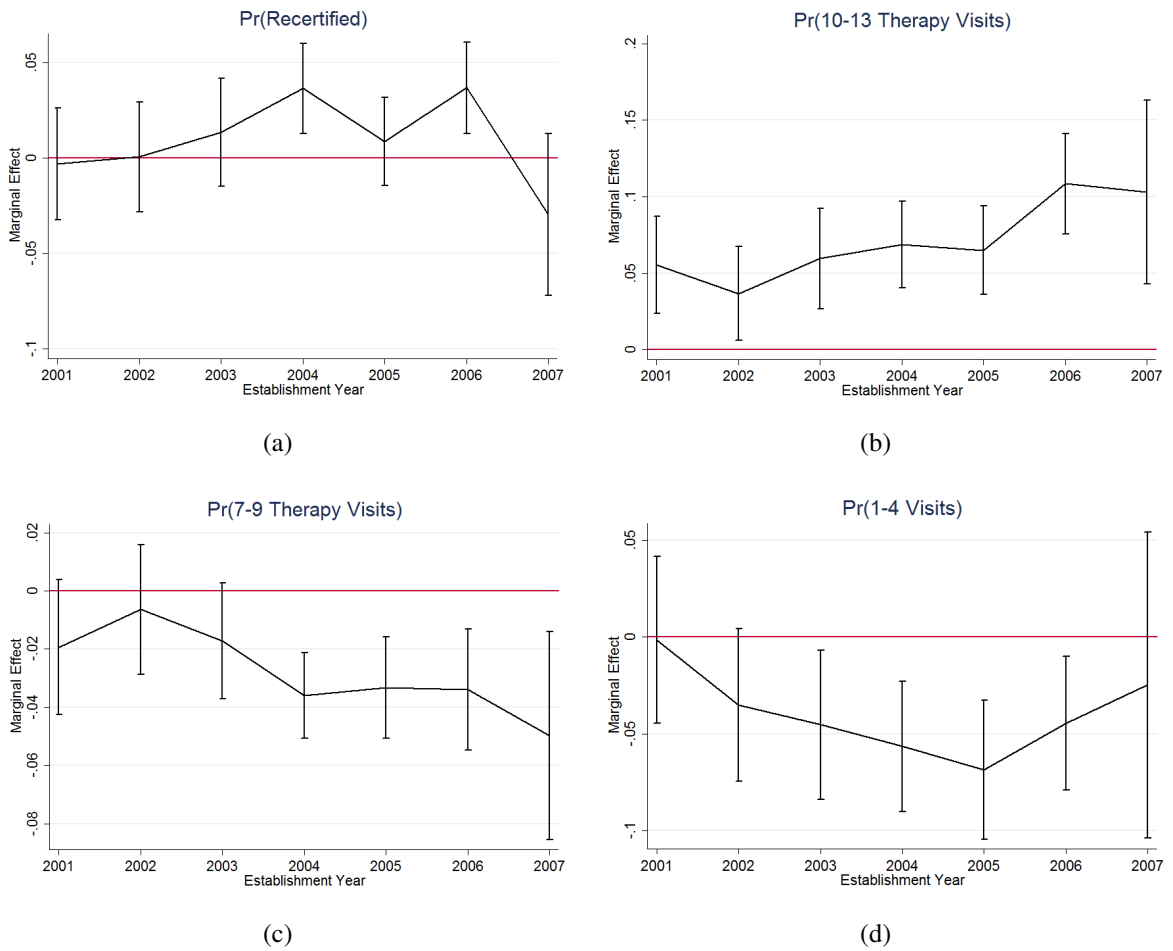 Pr(Recertified)
Marginal Effect
.05
0
-.05
-.1
2001 2002 2003 2004 2005 2006 2007
Establishment Year
(a)
Pr(10-13 Therapy Visits)
Marginal Effect
.2
.15
.1
.05
0
2001 2002 2003 2004 2005 2006 2007
Establishment Year
(b)
Pr(7-9 Therapy Visits)
Marginal Effect
.02
0
-.02
-.04
-.06
-.08
2001 2002 2003 2004 2005 2006 2007
Establishment Year
(c)
Pr(1-4 Visits)
Marginal Effect
.05
0
-.05
-.1
2001 2002 2003 2004 2005 2006 2007
Establishment Year
(d)